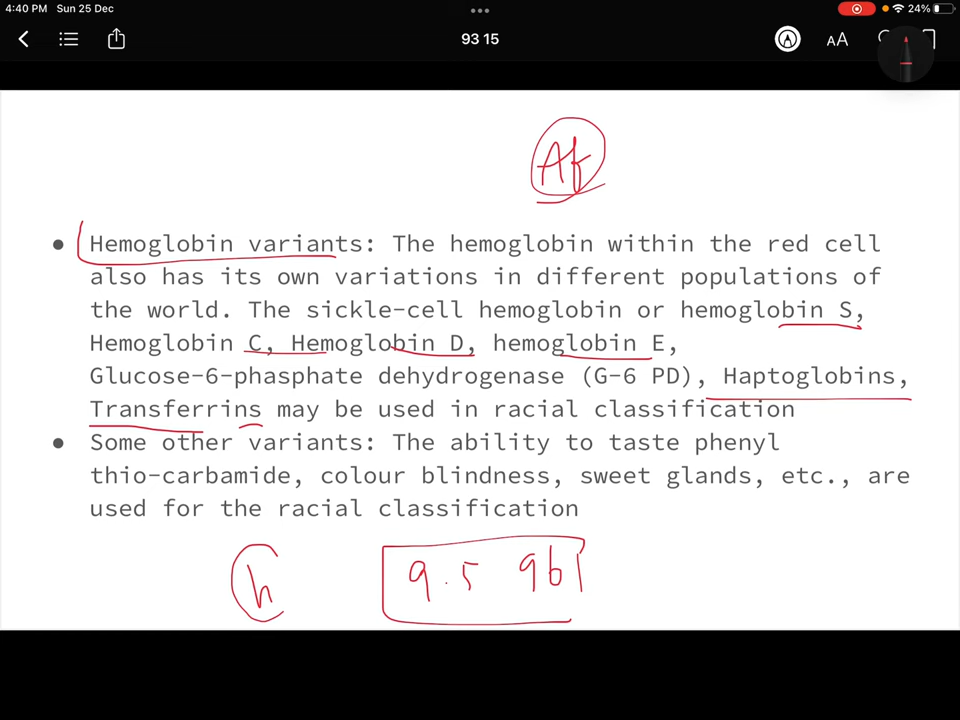 4:40 PM Sun 25 Dec
24%
93 15
AA
Af
Hemoglobin variants: The hemoglobin within the red cell
also has its own variations in different populations of
the world. The sickle-cell hemoglobin or hemoglobin S,
Hemoglobin C, Hemoglobin D, hemoglobin E,
Glucose-6-phasphate dehydrogenase (G-6 PD), Haptoglobins,
Transferrins may be used in racial classification
Some other variants: The ability to taste phenyl
thio-carbamide, colour blindness, sweet glands, etc., are
used for the racial classification
h 9.5